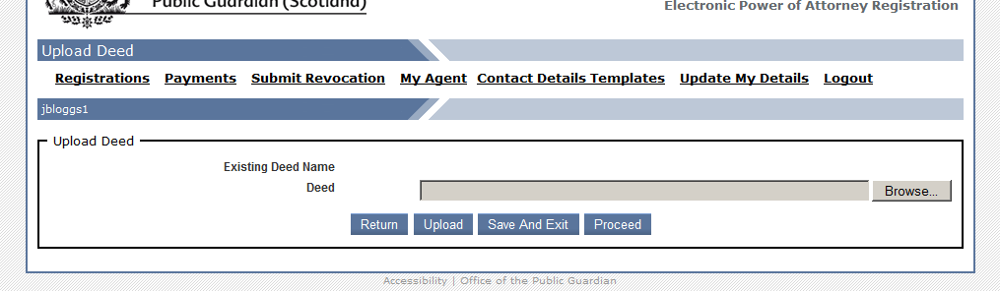 Public Guardian (Scotland)
Electronic Power of Attorney Registration
Upload Deed
Registrations Payments Submit Revocation My Agent Contact Details Templates Update My Details Logout
jbloggs1
Upload Deed
Existing Deed Name
Deed Browse...
Return Upload Save And Exit Proceed
Accessibility | Office of the Public Guardian